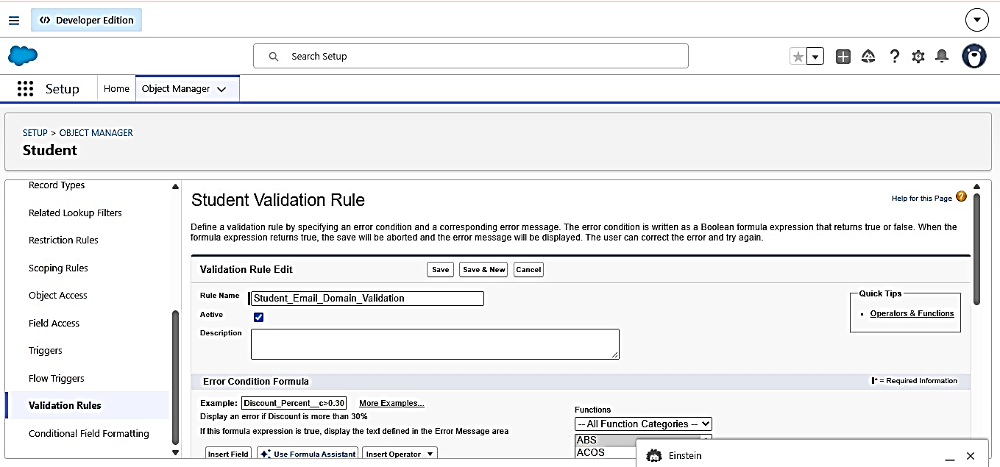 Developer Edition
Search Setup
Setup
Home
Object Manager
SETUP > OBJECT MANAGER
Student
Record Types
Related Lookup Filters
Restriction Rules
Scoping Rules
Object Access
Field Access
Triggers
Flow Triggers
Validation Rules
Conditional Field Formatting
Student Validation Rule
Help for this Page
Define a validation rule by specifying an error condition and a corresponding error message. The error condition is written as a Boolean formula expression that returns true or false. When the
formula expression returns true, the save will be aborted and the error message will be displayed. The user can correct the error and try again.
Validation Rule Edit
Save
Save & New
Cancel
Rule Name
Student_Email_Domain_Validation
Active
Description
Quick Tips
• Operators & Functions
Error Condition Formula
* = Required Information
Example: Discount_Percent__c>0.30 More Examples...
Display an error if Discount is more than 30%
If this formula expression is true, display the text defined in the Error Message area
Insert Field
Use Formula Assistant
Insert Operator
Functions
-- All Function Categories --
ABS
ACOS
Einstein